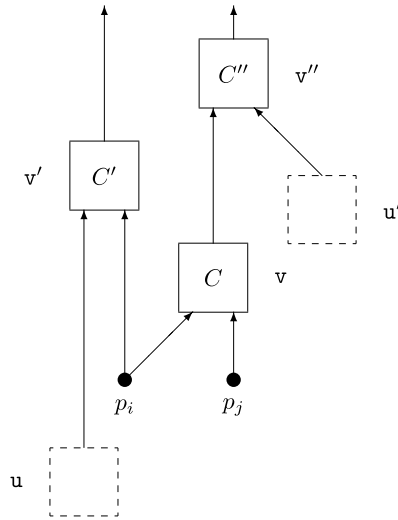 C″ v″
v′ C′
u′
C v
p_i p_j
u